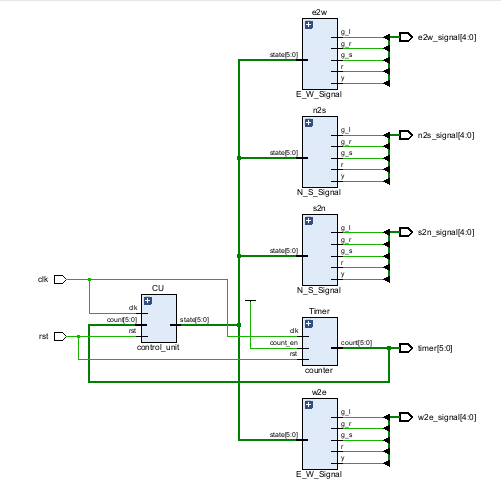 e2w
g_l
g_r
g_s
r
y
state[5:0]
E_W_Signal
e2w_signal[4:0]
n2s
g_l
g_r
g_s
r
y
state[5:0]
N_S_Signal
n2s_signal[4:0]
s2n
g_l
g_r
g_s
r
y
state[5:0]
N_S_Signal
s2n_signal[4:0]
clk
rst
CU
clk
count[5:0]
rst
state[5:0]
control_unit
Timer
clk
count_en
rst
count[5:0]
counter
timer[5:0]
w2e
g_l
g_r
g_s
r
y
state[5:0]
E_W_Signal
w2e_signal[4:0]